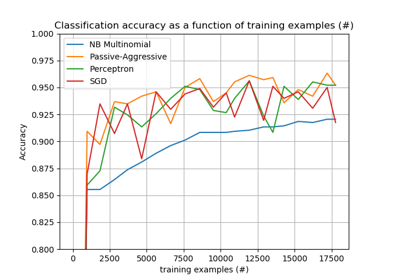 Classification accuracy as a function of training examples (#)
1.000
0.975
0.950
0.925
0.900
0.875
0.850
0.825
0.800
Accuracy
NB Multinomial
Passive-Aggressive
Perceptron
SGD
0 2500 5000 7500 10000 12500 15000 17500
training examples (#)